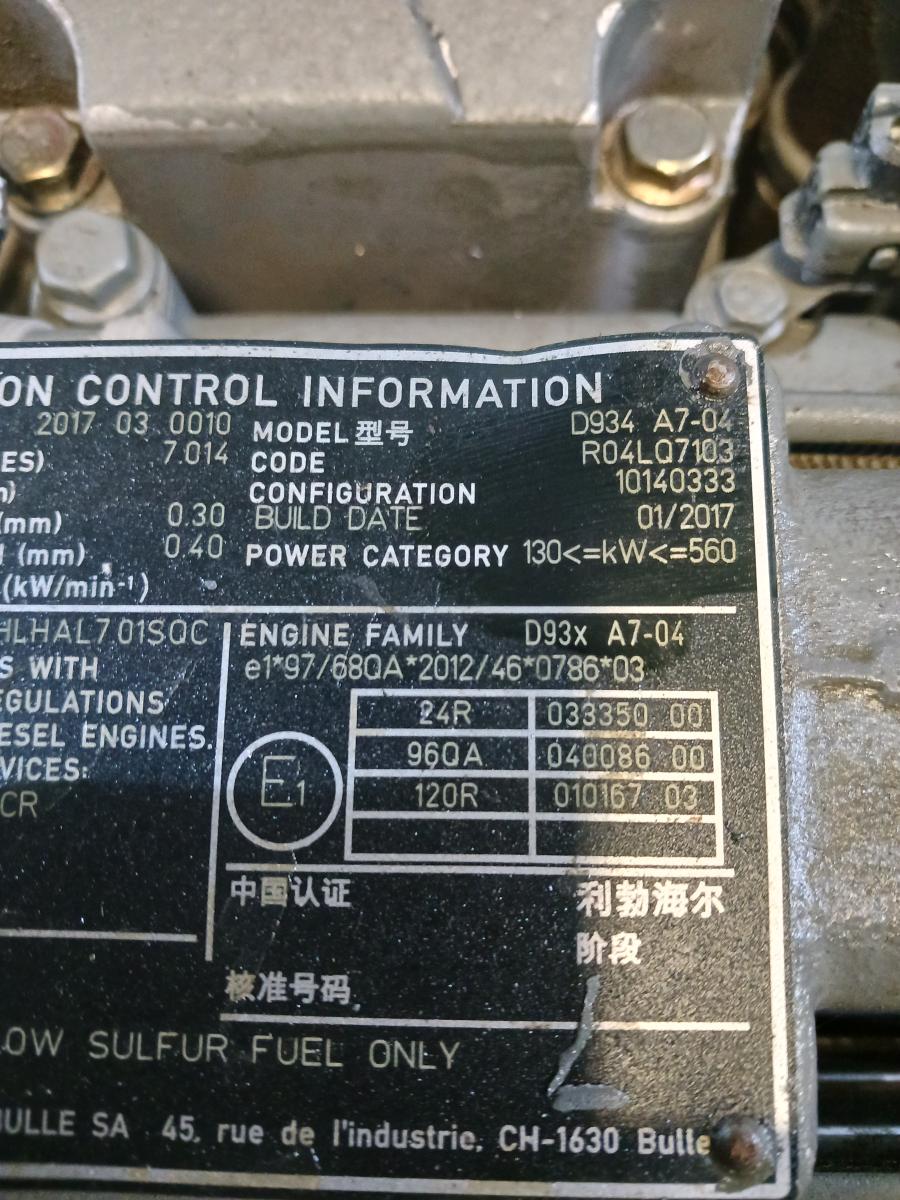 ON CONTROL INFORMATION
2017 03 0010 MODEL型号 D934 A7-04
ES) 7.014 CODE R04LQ7103
CONFIGURATION 10140333
(mm) 0.30 BUILD DATE 01/2017
(mm) 0.40 POWER CATEGORY 130<=kW<=560
(kW/min-¹)
HLHAL7.01SQC ENGINE FAMILY D93x A7-04
S WITH e1*97/68QA*2012/46*0786*03
EGULATIONS 24R 033350 00
ESEL ENGINES. 96QA 040086 00
VICES: E1
CR 120R 010167 03
中国认证 利勃海尔
阶段
核准号码
LOW SULFUR FUEL ONLY
BULLE SA 45, rue de l'industrie, CH-1630 Bulle